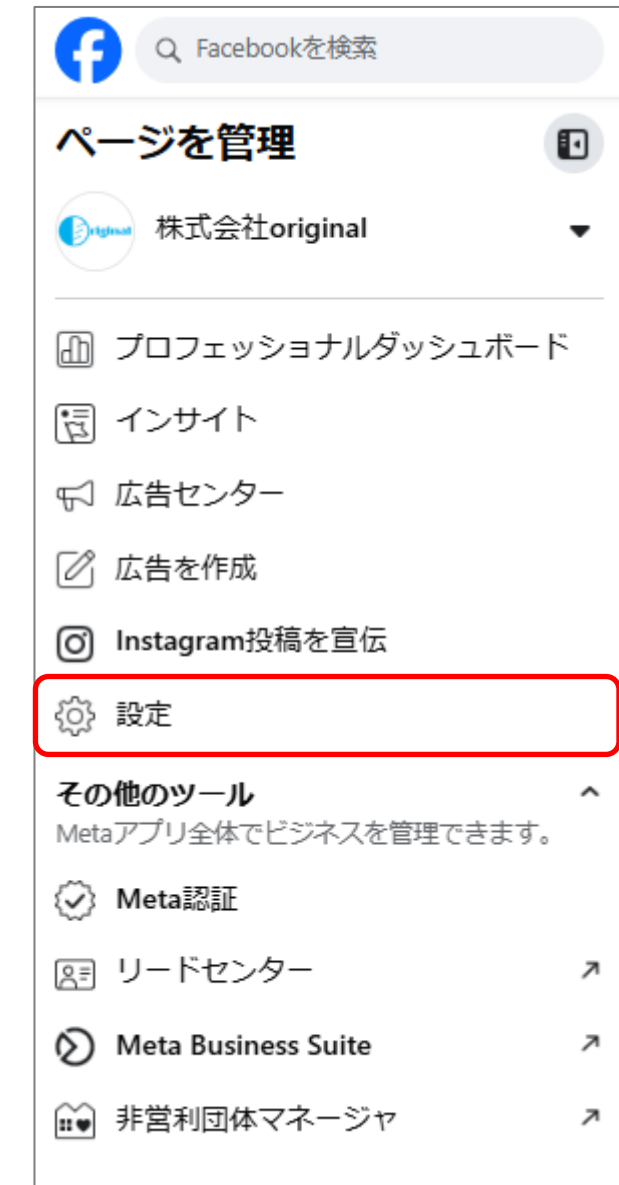 Facebookを検索
ページを管理
riginal
株式会社original
プロフェッショナルダッシュボード
インサイト
広告センター
広告を作成
Instagram投稿を宣伝
設定
その他のツール
Metaアプリ全体でビジネスを管理できます。
Meta認証
リードセンター
Meta Business Suite
非営利団体マネージャ